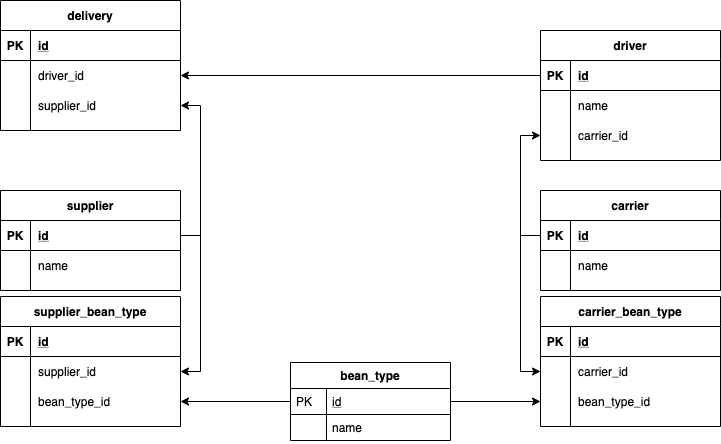 delivery
PK id
driver_id
supplier_id
driver
PK id
name
carrier_id
supplier
PK id
name
carrier
PK id
name
supplier_bean_type
PK id
supplier_id
bean_type_id
bean_type
PK id
name
carrier_bean_type
PK id
carrier_id
bean_type_id